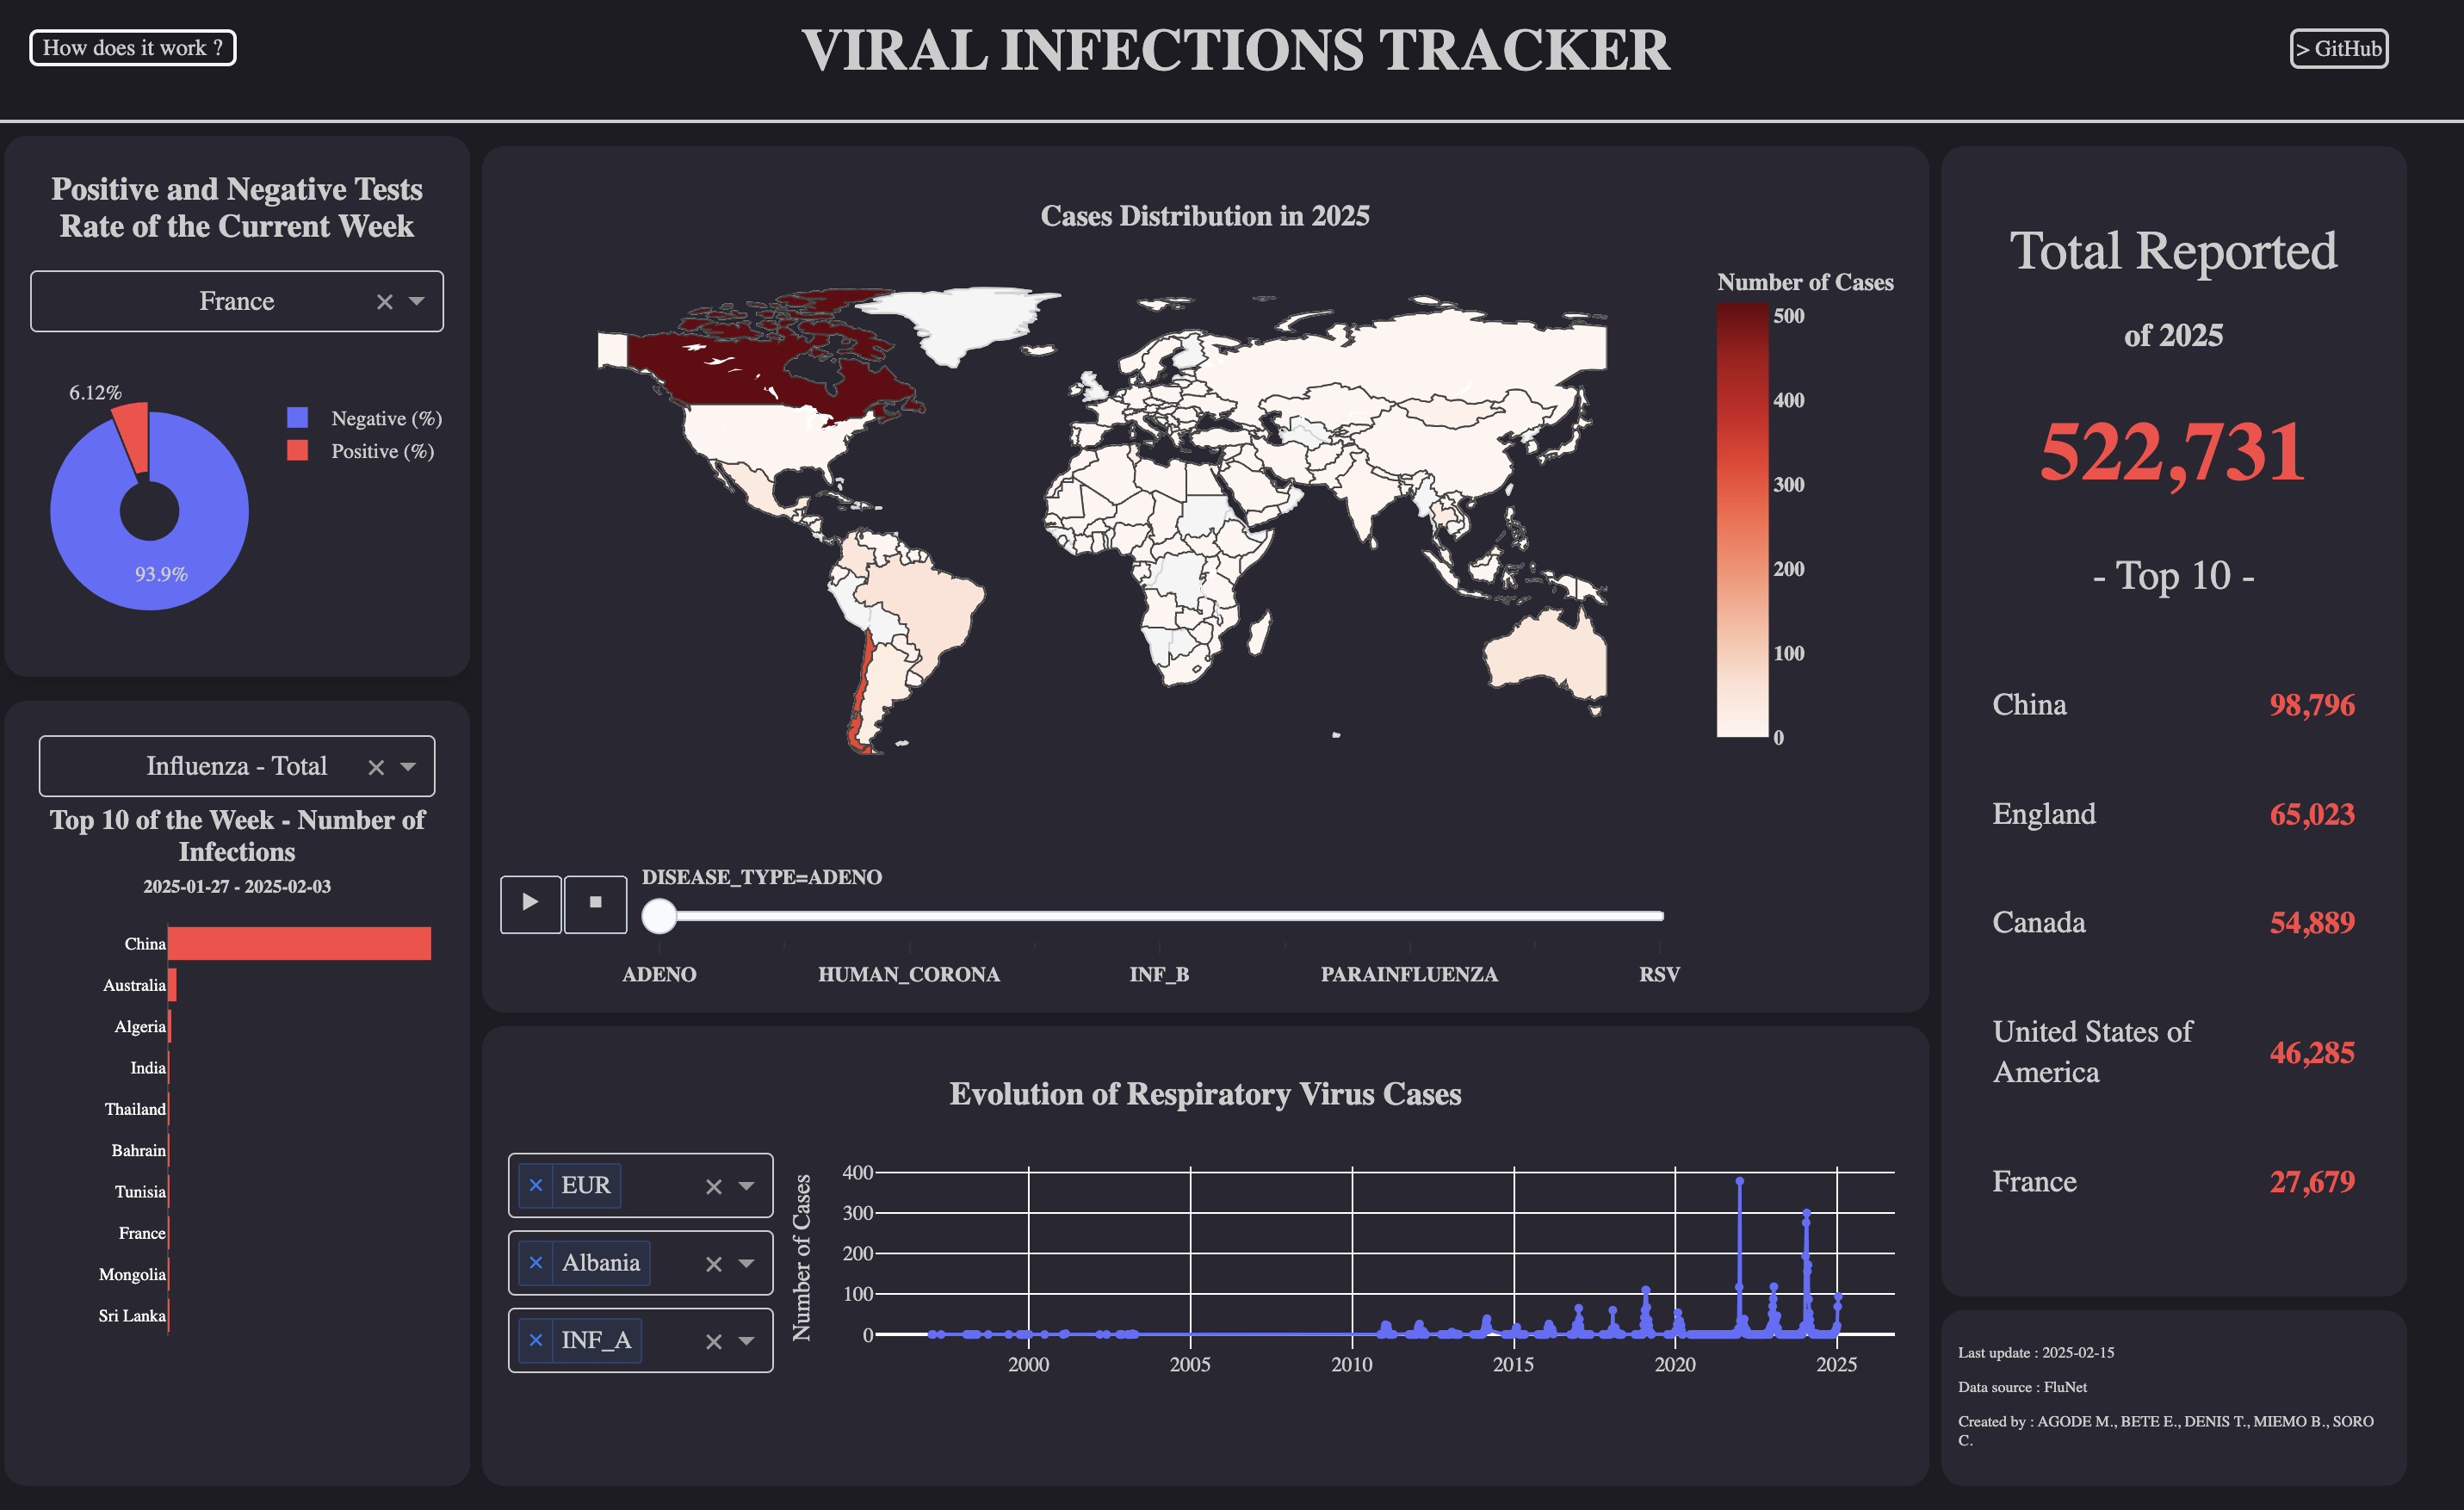 How does it work ?
VIRAL INFECTIONS TRACKER
> GitHub
Positive and Negative Tests
Rate of the Current Week
France
6.12%
93.9%
Negative (%)
Positive (%)
Influenza - Total
Top 10 of the Week - Number of
Infections
2025-01-27 - 2025-02-03
China
Australia
Algeria
India
Thailand
Bahrain
Tunisia
France
Mongolia
Sri Lanka
Cases Distribution in 2025
Number of Cases
500
400
300
200
100
0
DISEASE_TYPE=ADENO
ADENO
HUMAN_CORONA
INF_B
PARAINFLUENZA
RSV
Evolution of Respiratory Virus Cases
EUR
Albania
INF_A
Number of Cases
400
300
200
100
0
2000
2005
2010
2015
2020
2025
Total Reported
of 2025
522,731
- Top 10 -
China 98,796
England 65,023
Canada 54,889
United States of
America 46,285
France 27,679
Last update : 2025-02-15
Data source : FluNet
Created by : AGODE M., BETE E., DENIS T., MIEMO B., SORO
C.